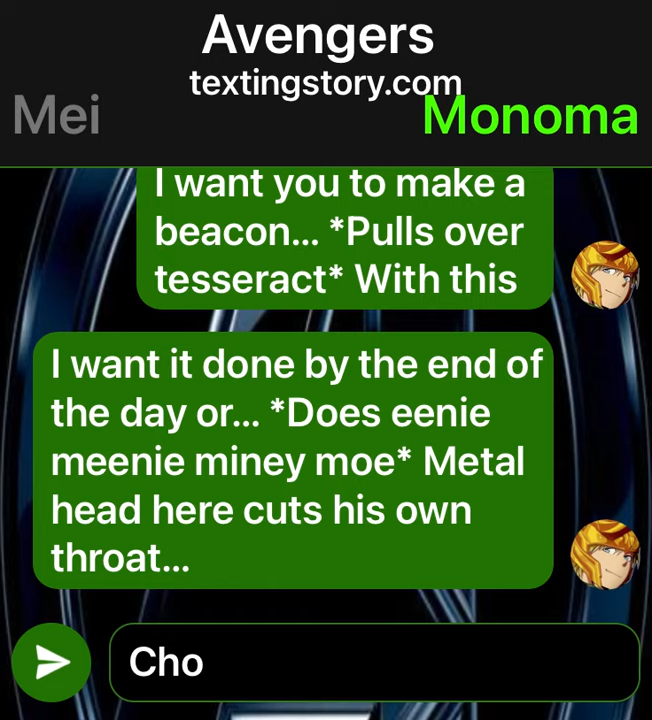 Avengers
textingstory.com
Mei
Monoma
I want you to make a
beacon... *Pulls over
tesseract* With this
I want it done by the end of
the day or... *Does eenie
meenie miney moe* Metal
head here cuts his own
throat...
Cho